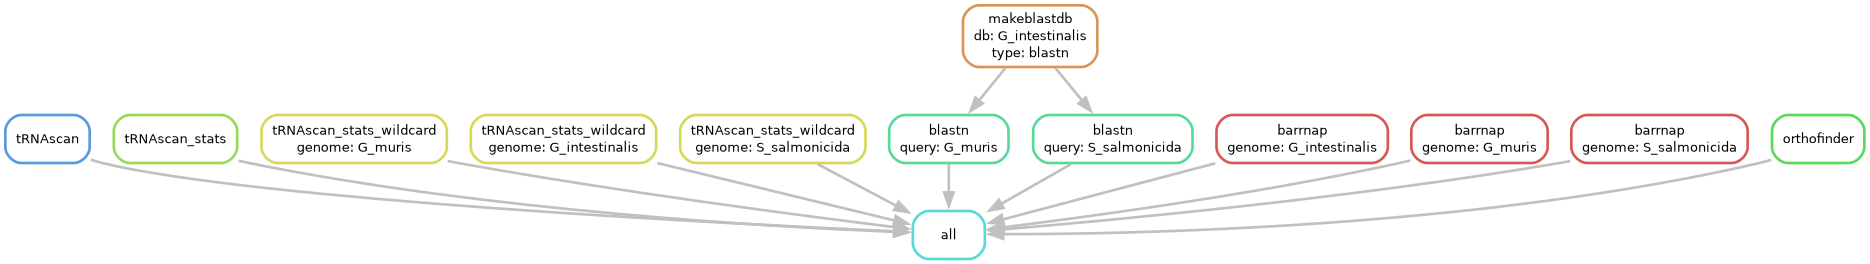 makeblastdb
db: G_intestinalis
type: blastn
tRNAscan
tRNAscan_stats
tRNAscan_stats_wildcard
genome: G_muris
tRNAscan_stats_wildcard
genome: G_intestinalis
tRNAscan_stats_wildcard
genome: S_salmonicida
blastn
query: G_muris
blastn
query: S_salmonicida
barrnap
genome: G_intestinalis
barrnap
genome: G_muris
barrnap
genome: S_salmonicida
orthofinder
all